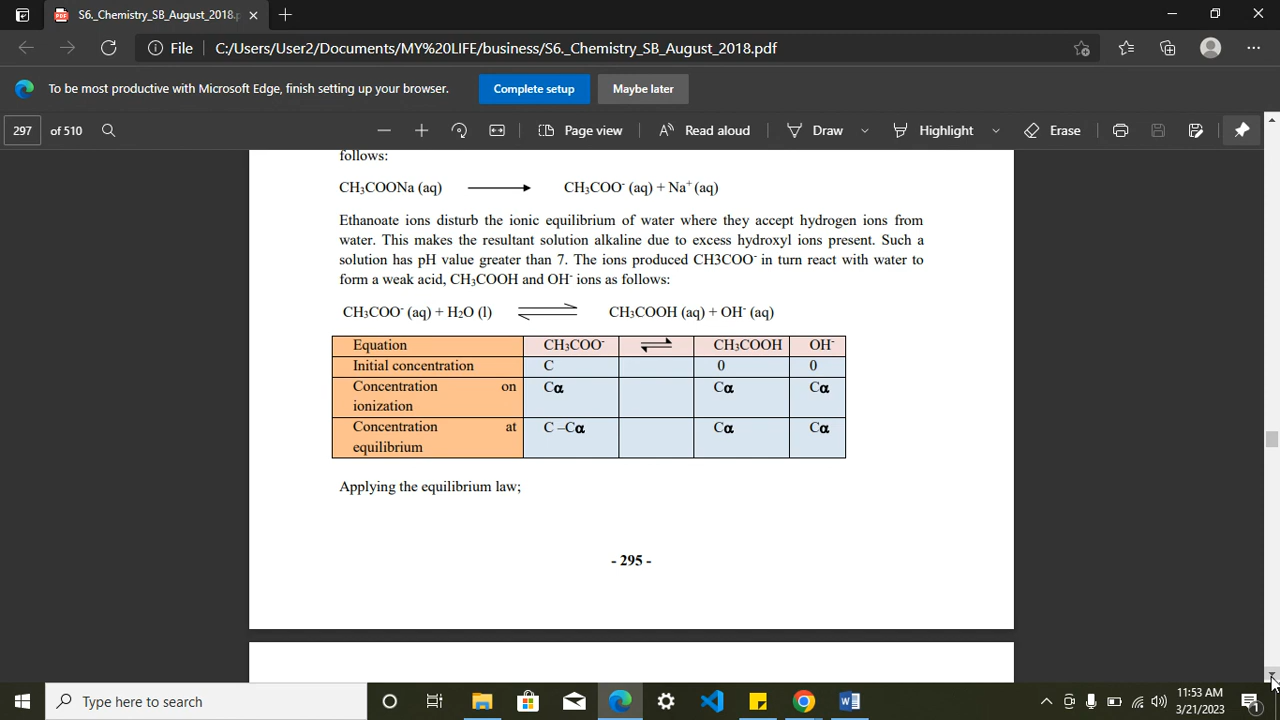 S6._Chemistry_SB_August_2018.p
File C:/Users/User2/Documents/MY%20LIFE/business/S6._Chemistry_SB_August_2018.pdf
To be most productive with Microsoft Edge, finish setting up your browser. Complete setup Maybe later
297 of 510 Page view Read aloud Draw Highlight Erase
follows:
CH₃COONa (aq) ⟶ CH₃COO⁻ (aq) + Na⁺ (aq)
Ethanoate ions disturb the ionic equilibrium of water where they accept hydrogen ions from
water. This makes the resultant solution alkaline due to excess hydroxyl ions present. Such a
solution has pH value greater than 7. The ions produced CH3COO⁻ in turn react with water to
form a weak acid, CH₃COOH and OH⁻ ions as follows:
CH₃COO⁻ (aq) + H₂O (l) ⇌ CH₃COOH (aq) + OH⁻ (aq)
Equation CH₃COO⁻ ⇌ CH₃COOH OH⁻
Initial concentration C 0 0
Concentration on Cα Cα Cα
ionization
Concentration at C –Cα Cα Cα
equilibrium
Applying the equilibrium law;
- 295 -
Type here to search
11:53 AM
3/21/2023
1